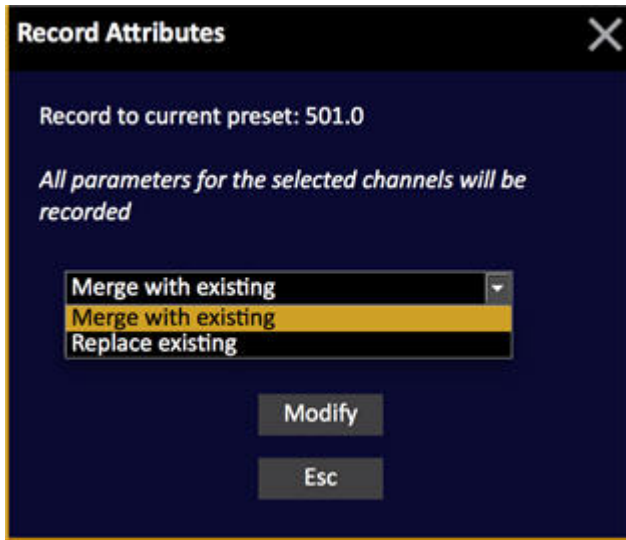 Record Attributes
Record to current preset: 501.0
All parameters for the selected channels will be
recorded
Merge with existing
Merge with existing
Replace existing
Modify
Esc